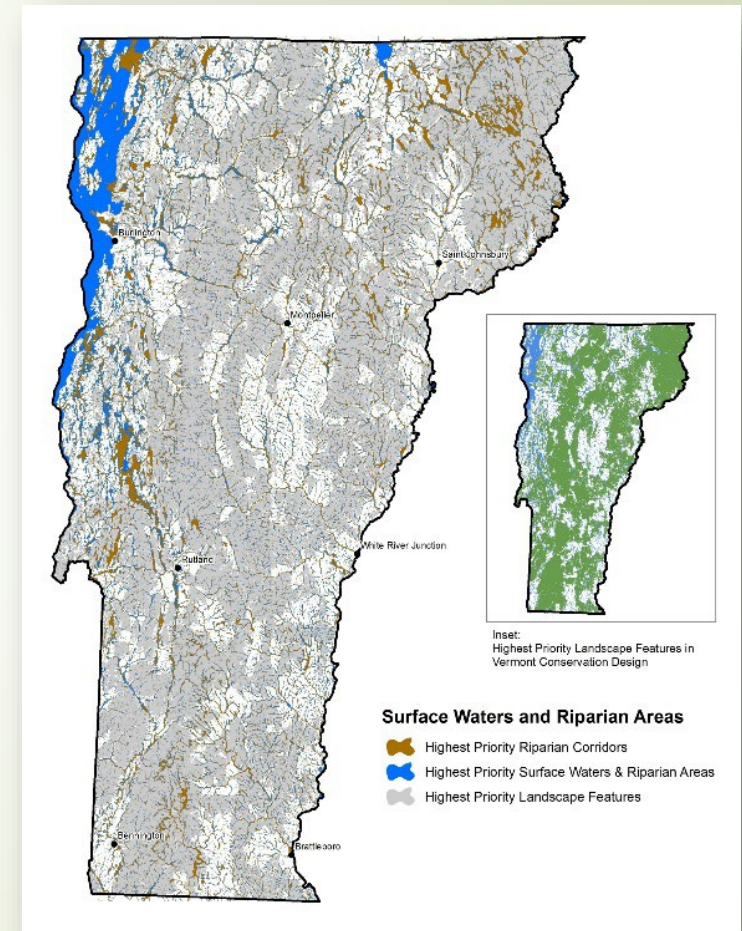 Burlington
Saint Johnsbury
Montpelier
White River Junction
Rutland
Bennington
Brattleboro
Inset:
Highest Priority Landscape Features in
Vermont Conservation Design
Surface Waters and Riparian Areas
Highest Priority Riparian Corridors
Highest Priority Surface Waters & Riparian Areas
Highest Priority Landscape Features